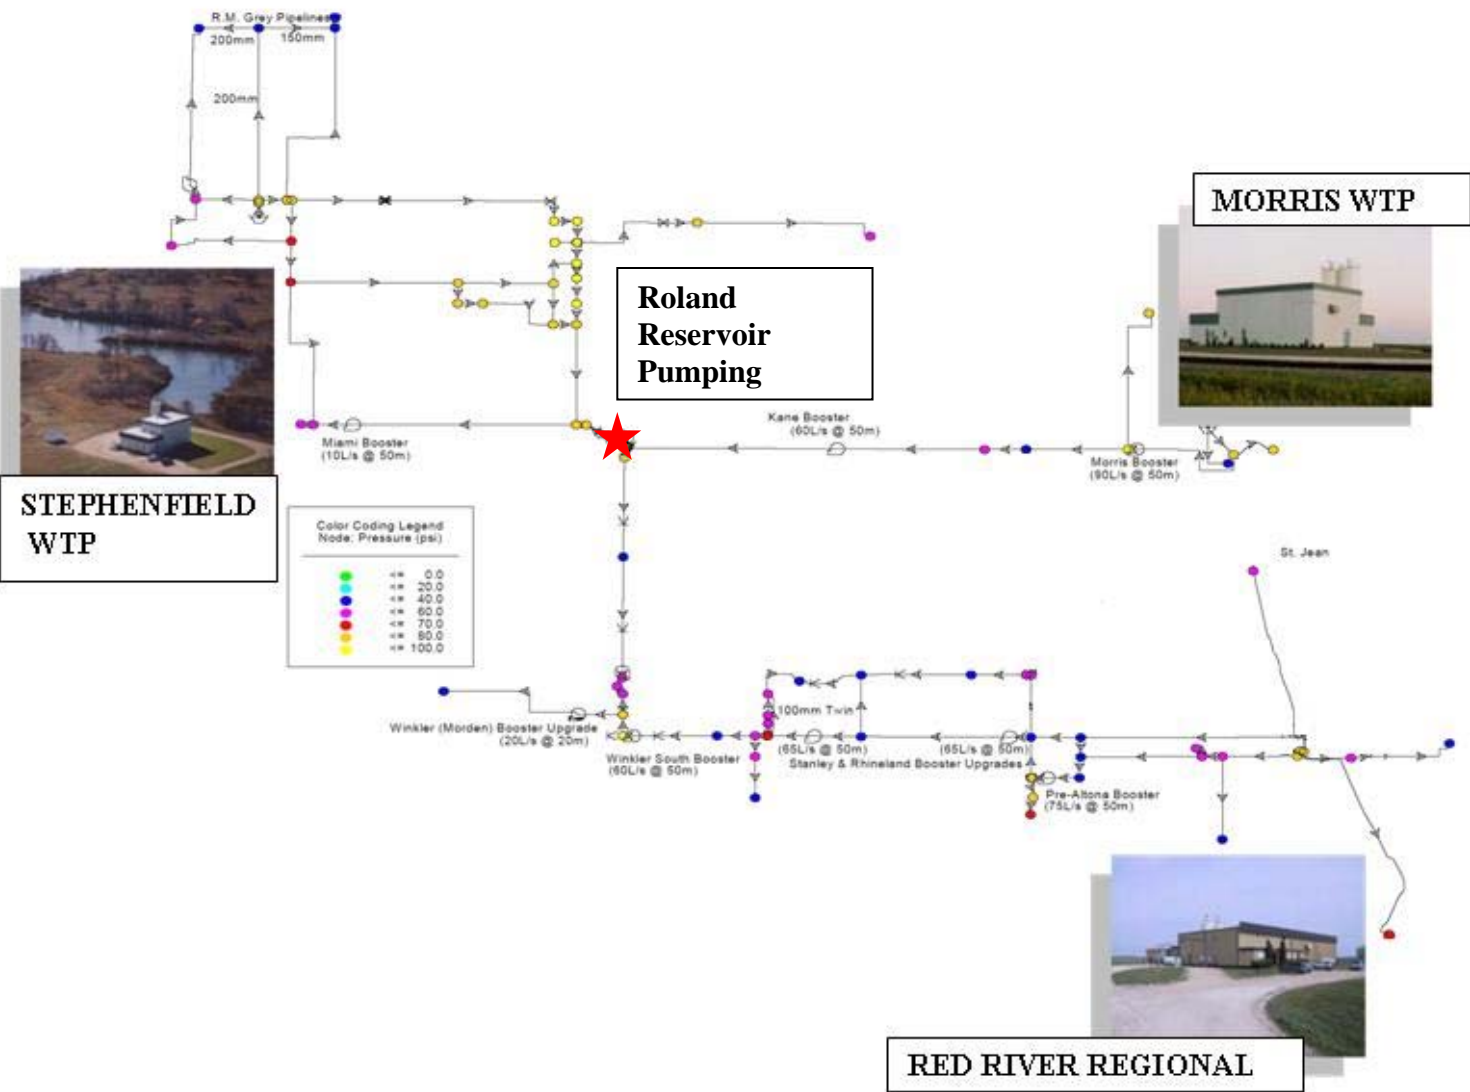 R.M. Grey Pipelines
200mm
150mm
200mm
MORRIS WTP
Roland
Reservoir
Pumping
Kane Booster
(60L/s @ 50m)
Miami Booster
(10L/s @ 50m)
Morris Booster
(90L/s @ 50m)
STEPHENFIELD
WTP
Color Coding Legend
Node: Pressure (psi)
<= 0.0
<= 20.0
<= 40.0
<= 60.0
<= 70.0
<= 80.0
<= 100.0
St. Jean
100mm Twin
Winkler (Morden) Booster Upgrade
(20L/s @ 20m)
Winkler South Booster
(60L/s @ 50m)
(65L/s @ 50m)
(65L/s @ 50m)
Stanley & Rhineland Booster Upgrades
Pre-Altona Booster
(75L/s @ 50m)
RED RIVER REGIONAL